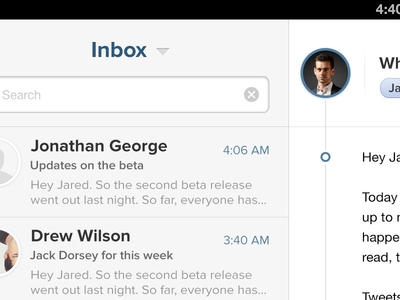 4:40
Inbox
Search
Jonathan George
4:06 AM
Updates on the beta
Hey Jared. So the second beta release
went out last night. So far, everyone has...
Drew Wilson
3:40 AM
Jack Dorsey for this week
Hey Jared. So the second beta release
went out last night. So far, everyone has...
Wh
Ja
Hey Ja
Today
up to n
happe
read, t
Tweets